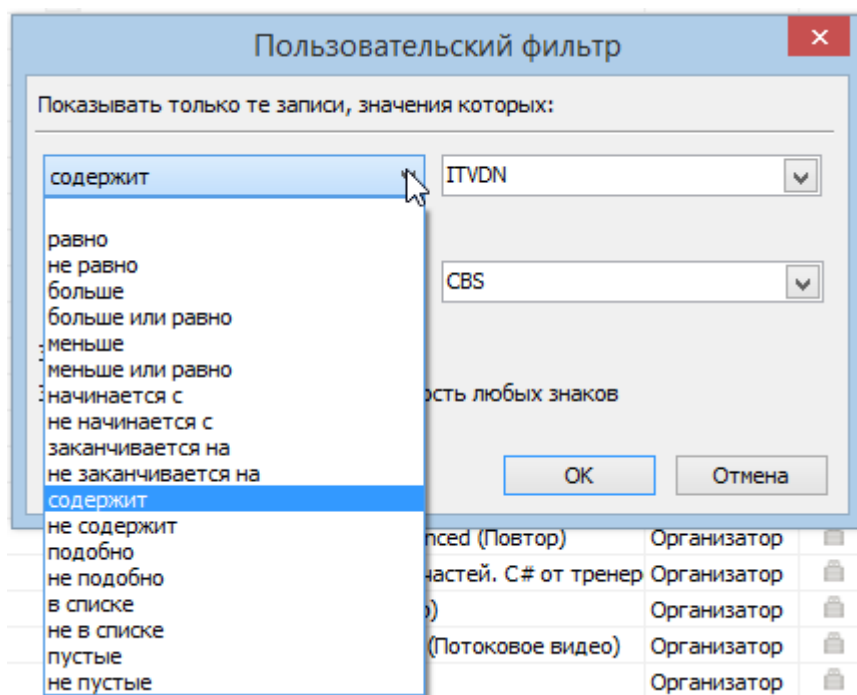 Пользовательский фильтр
Показывать только те записи, значения которых:
содержит
ITVDN
равно
не равно
больше
CBS
больше или равно
меньше
меньше или равно
начинается с
любых знаков
не начинается с
заканчивается на
не заканчивается на
OK
Отмена
содержит
не содержит
(Повтор)
Организатор
подобно
не подобно
частей. C# от тренер Организатор
в списке
Организатор
не в списке
(Потоковое видео)
Организатор
пустые
не пустые
Организатор